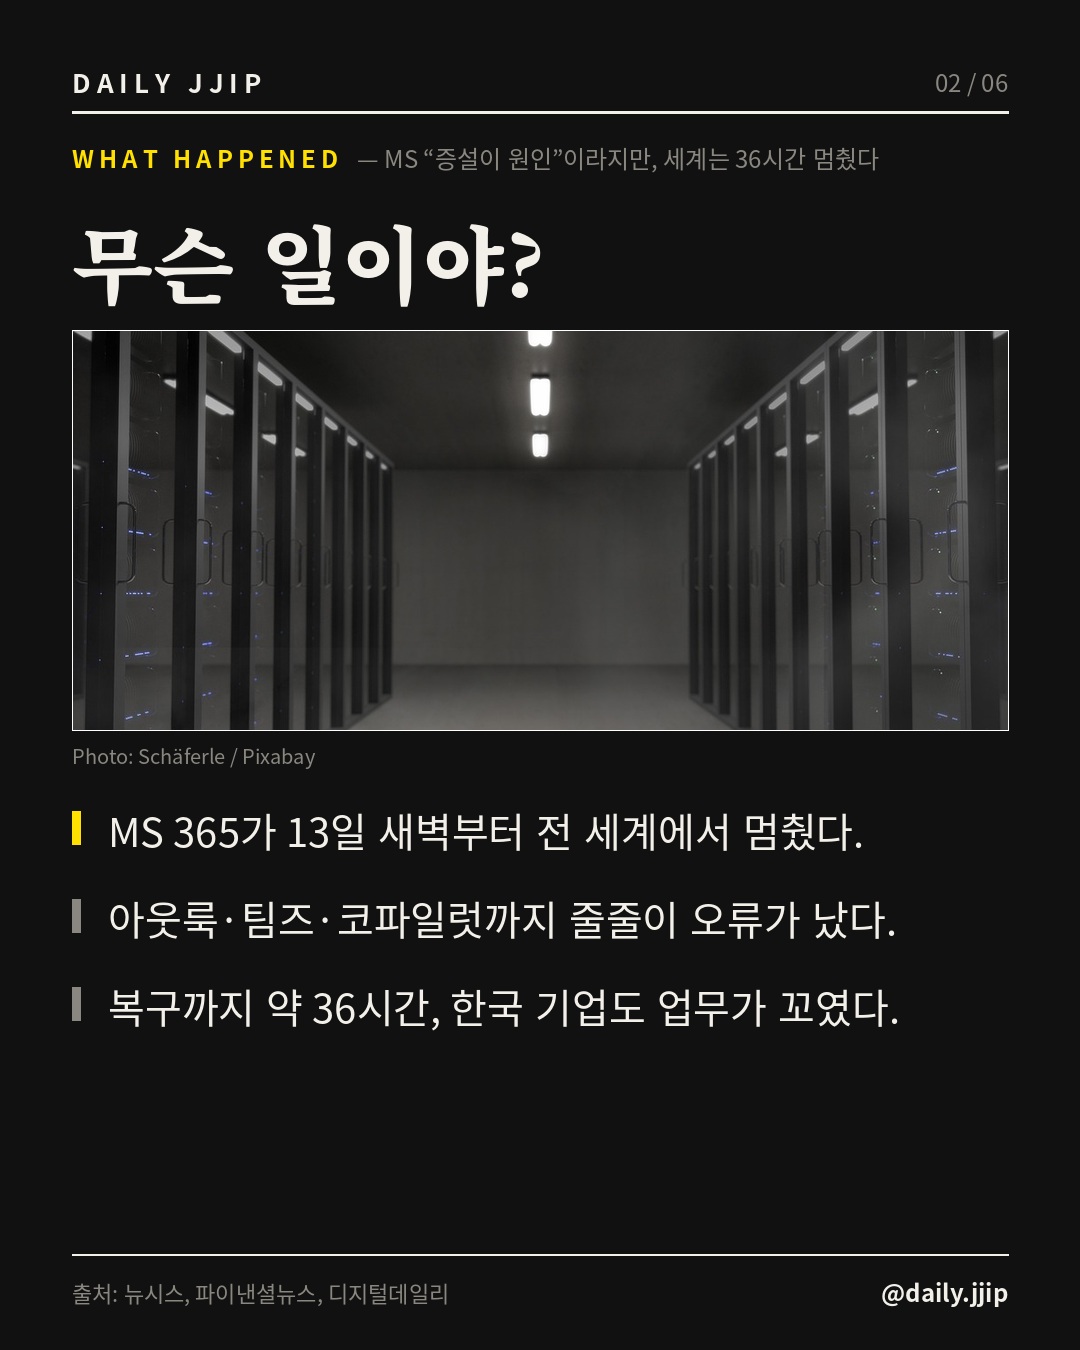 DAILY JJIP
02 / 06
WHAT HAPPENED — MS “증설이 원인”이라지만, 세계는 36시간 멈췄다
무슨 일이야?
Photo: Schäferle / Pixabay
MS 365가 13일 새벽부터 전 세계에서 멈췄다.
아웃룩·팀즈·코파일럿까지 줄줄이 오류가 났다.
복구까지 약 36시간, 한국 기업도 업무가 꼬였다.
출처: 뉴시스, 파이낸셜뉴스, 디지털데일리
@daily.jjip